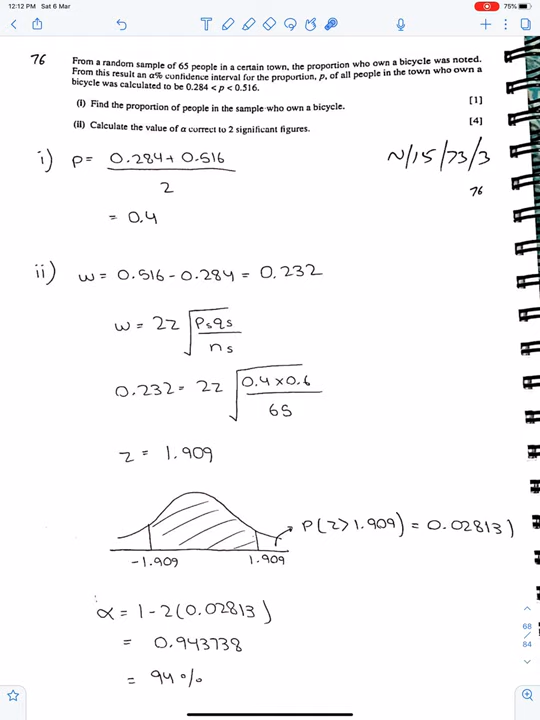 12:12 PM Sat 6 Mar
75%
76
From a random sample of 65 people in a certain town, the proportion who own a bicycle was noted.
From this result an α% confidence interval for the proportion, p, of all people in the town who own a
bicycle was calculated to be 0.284 < p < 0.516.
(i) Find the proportion of people in the sample who own a bicycle. [1]
(ii) Calculate the value of α correct to 2 significant figures. [4]
N/15/73/3
76
i) p = 0.284 + 0.516
2
= 0.4
ii) w = 0.516 - 0.284 = 0.232
w = 2z √ psqs
ns
0.232 = 2z √ 0.4 × 0.6
65
z = 1.909
P(z > 1.909) = 0.02813)
-1.909 1.909
α = 1 - 2(0.02813)
= 0.943738
= 94 %
68
/
84